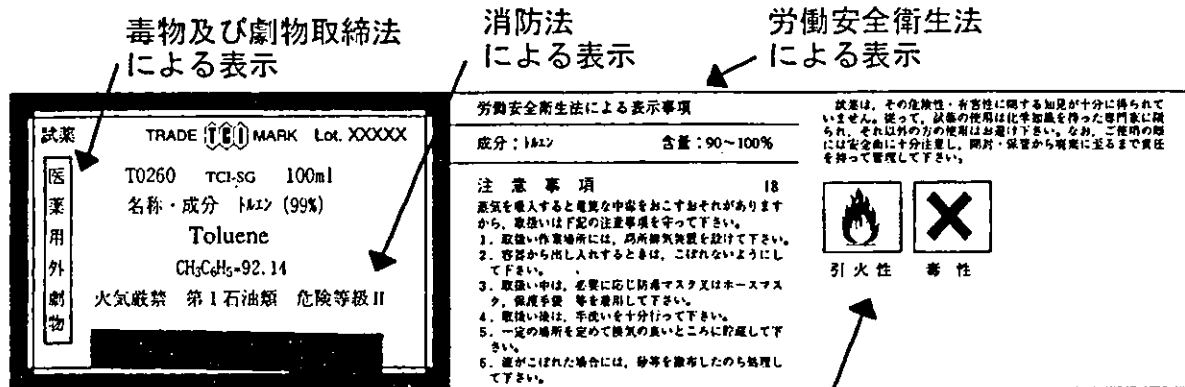 毒物及び劇物取締法
による表示
消防法
による表示
労働安全衛生法
による表示
試薬
TRADE TCI MARK Lot. XXXXX
医薬用外劇物
T0260 TCI-SG 100ml
名称・成分 トルエン (99%)
Toluene
CH₃C₆H₅=92.14
火気厳禁 第1石油類 危険等級II
労働安全衛生法による表示事項
成分：トルエン 含量：90〜100%
注意事項 18
蒸気を吸入すると重篤な中毒をおこすおそれがあります
から，取扱いは下記の注意事項を守って下さい。
1．取扱い作業場所には，局所排気装置を設けて下さい。
2．容器から出し入れするときは，こぼれないようにし
て下さい。
3．取扱い中は，必要に応じ防毒マスク又はホースマス
ク，保護手袋 等を着用して下さい。
4．取扱い後は，手洗いを十分行って下さい。
5．一定の場所を定めて換気の良いところに貯蔵して下
さい。
6．液がこぼれた場合には，砂等を散布したのち処理し
て下さい。
試薬は，その危険性・有害性に関する知見が十分に得られて
いません。従って，試薬の使用は化学知識を持った専門家に限
られ，それ以外の方の使用はお避け下さい。なお，ご使用の際
には安全面に十分注意し，開封・保管から廃棄に至るまで責任
を持って管理して下さい。
引火性 毒性